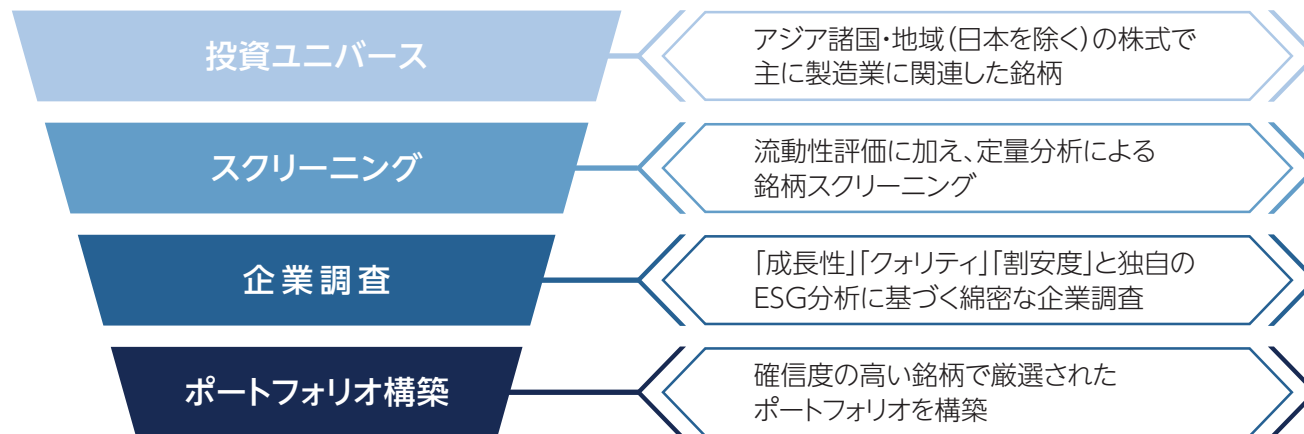 投資ユニバース
アジア諸国・地域（日本を除く）の株式で
主に製造業に関連した銘柄
スクリーニング
流動性評価に加え、定量分析による
銘柄スクリーニング
企業調査
「成長性」「クォリティ」「割安度」と独自の
ESG分析に基づく綿密な企業調査
ポートフォリオ構築
確信度の高い銘柄で厳選された
ポートフォリオを構築